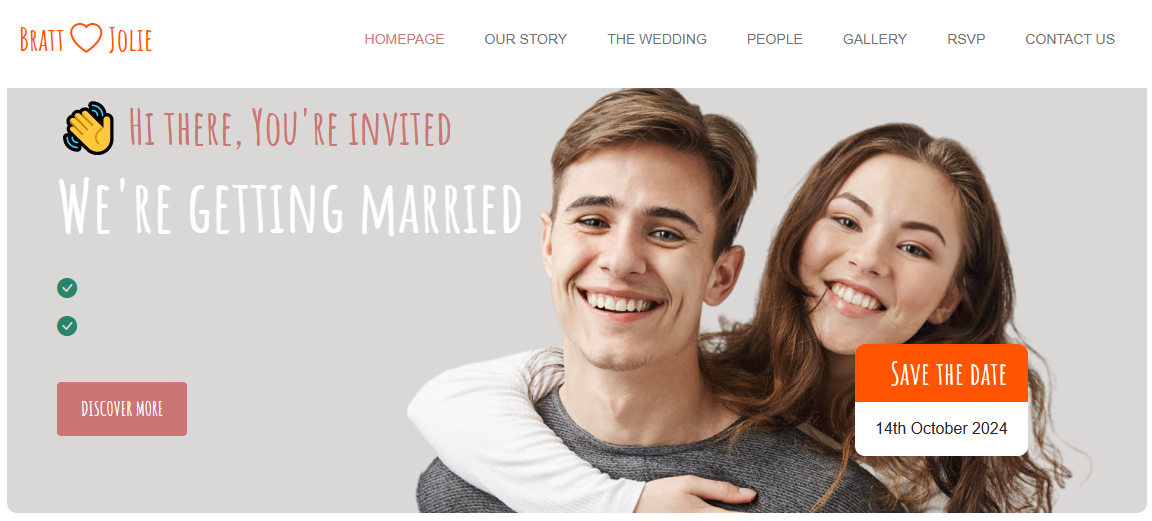 Bratt Jolie
HOMEPAGE OUR STORY THE WEDDING PEOPLE GALLERY RSVP CONTACT US
Hi there, You're invited
We're getting married
DISCOVER MORE
Save the date
14th October 2024